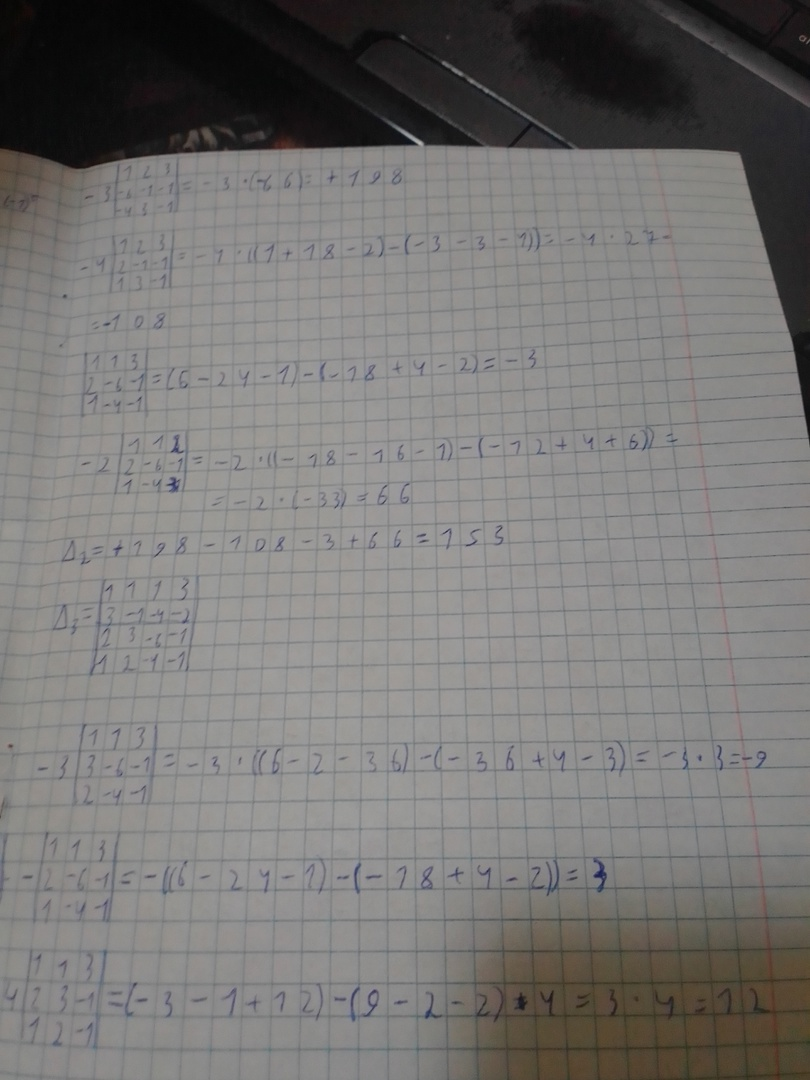 (-1)
-3 |1 2 3| = -3·(-66) = +198
|-6 -1 -1|
|-4 3 -1|
-4 |1 2 3| = -4·((1+18-2)-(-3-3-4)) = -4·27=
|2 -1 -1|
|1 3 -1|
=-108
|1 1 3| = (6-24-1)-(-18+4-2) = -3
|2 -6 -1|
|1 -4 -1|
-2 |1 1 2| = -2·((-18-16-1)-(-12+4+6)) =
|2 -6 -1|
|1 -4 3|
= -2·(-33) = 66
Δ₂ = +198-108-3+66 = 153
Δ₃ = |1 1 1 3|
|3 -1 -4 -2|
|2 3 -6 -1|
|1 2 -4 -1|
-3 |1 1 3| = -3·((6-2-36)-(-36+4-3) = -3·3=-9
|3 -6 -1|
|2 -4 -1|
- |1 1 3| = -((6-24-1)-(-18+4-2)) = 3
|2 -6 -1|
|1 -4 -1|
4 |1 1 3| = (-3-1+12)-(9-2-2)·4 = 3·4 = 12
|2 3 -1|
|1 2 -1|